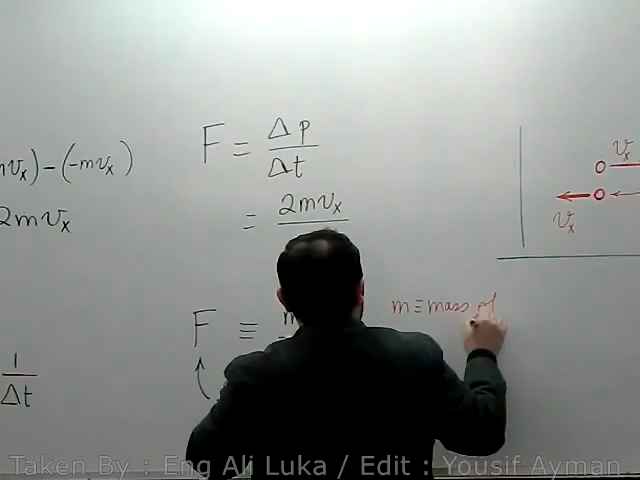 mv_x) - (-mv_x)
2mv_x
1
Δt
F = Δp
Δt
= 2mv_x
F ≡
m ≡ mass of
v_x
v_x
Taken By : Eng Ali Luka / Edit : Yousif Ayman